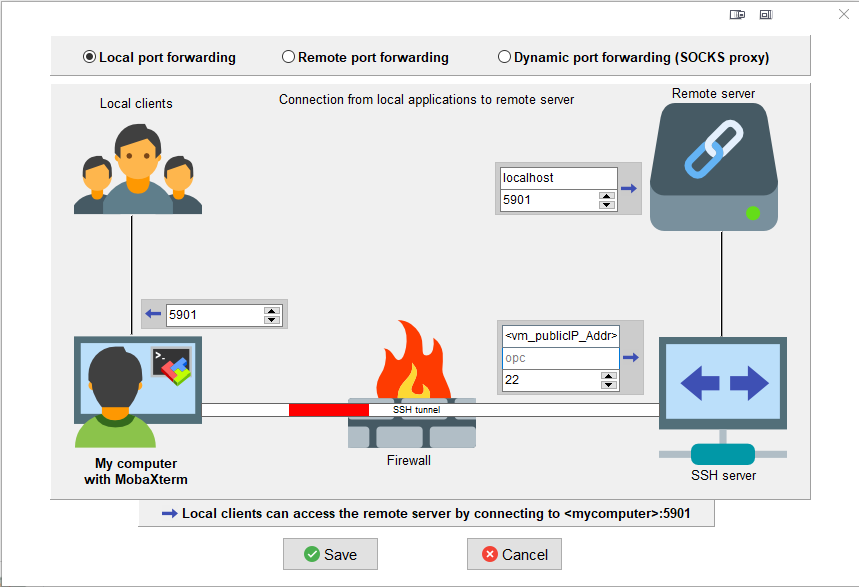 Local port forwarding
Remote port forwarding
Dynamic port forwarding (SOCKS proxy)
Local clients
Connection from local applications to remote server
Remote server
localhost
5901
5901
<vm_publicIP_Addr>
opc
22
SSH tunnel
Firewall
My computer
with MobaXterm
SSH server
Local clients can access the remote server by connecting to <mycomputer>:5901
Save
Cancel